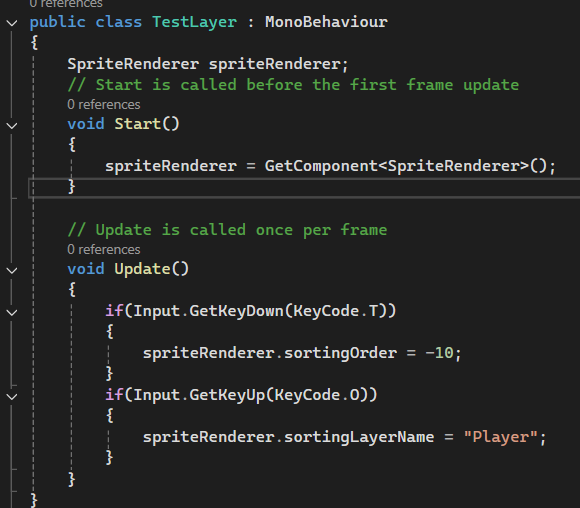 0 references
public class TestLayer : MonoBehaviour
{
SpriteRenderer spriteRenderer;
// Start is called before the first frame update
0 references
void Start()
{
spriteRenderer = GetComponent<SpriteRenderer>();
}
// Update is called once per frame
0 references
void Update()
{
if(Input.GetKeyDown(KeyCode.T))
{
spriteRenderer.sortingOrder = -10;
}
if(Input.GetKeyUp(KeyCode.O))
{
spriteRenderer.sortingLayerName = "Player";
}
}
}